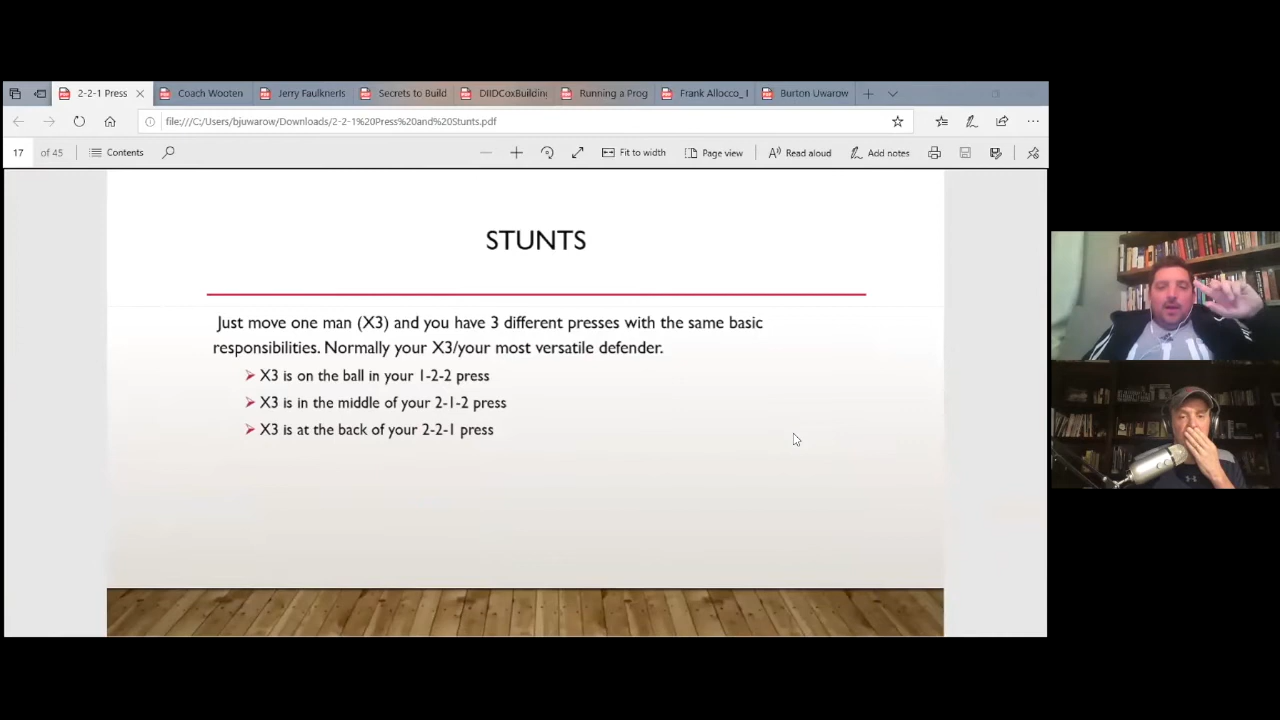 2-2-1 Press
Coach Wooten
Jerry Faulkner
Secrets to Build
DIIDCoxBuilding
Running a Prog
Frank Allocco_
Burton Uwarow
file:///C:/Users/bjuwarow/Downloads/2-2-1%20Press%20and%20Stunts.pdf
17 of 45
Contents
Fit to width
Page view
Read aloud
Add notes
STUNTS
Just move one man (X3) and you have 3 different presses with the same basic
responsibilities. Normally your X3/your most versatile defender.
X3 is on the ball in your 1-2-2 press
X3 is in the middle of your 2-1-2 press
X3 is at the back of your 2-2-1 press